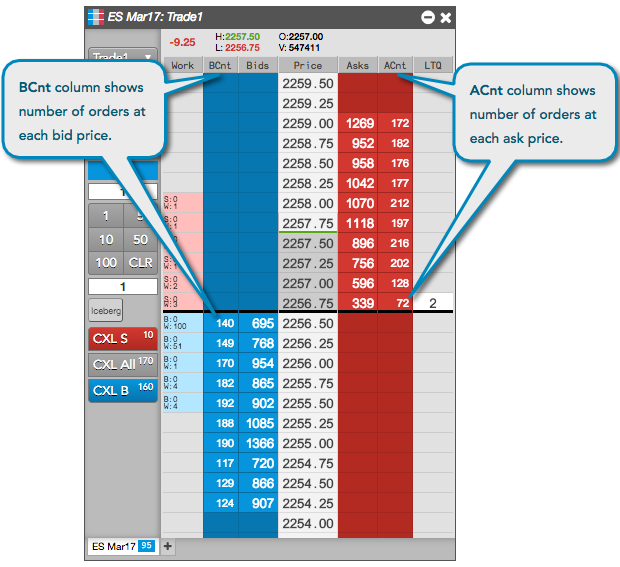 ES Mar17: Trade1
-9.25 H:2257.50 O:2257.00
L: 2256.75 V: 547411
Trade1
Work BCnt Bids Price Asks ACnt LTQ
BCnt column shows
number of orders at
each bid price.
ACnt column shows
number of orders at
each ask price.
2259.50
2259.25
2259.00 1269 172
2258.75 952 182
2258.50 958 176
2258.25 1042 177
S:0
W:1
2258.00 1070 212
S:0
2257.75 1118 197
2257.50 896 216
2257.25 756 202
S:0
W:2
2257.00 596 128
S:0
W:3
2256.75 339 72 2
B:0
W:100
140 695 2256.50
B:0
W:51
149 768 2256.25
B:0
W:1
170 954 2256.00
B:0
W:4
182 865 2255.75
B:0
W:4
192 902 2255.50
188 1085 2255.25
190 1366 2255.00
117 720 2254.75
129 866 2254.50
124 907 2254.25
2254.00
1
10 50
100 CLR
1
Iceberg
CXL S 10
CXL All 170
CXL B 160
ES Mar17 95 +